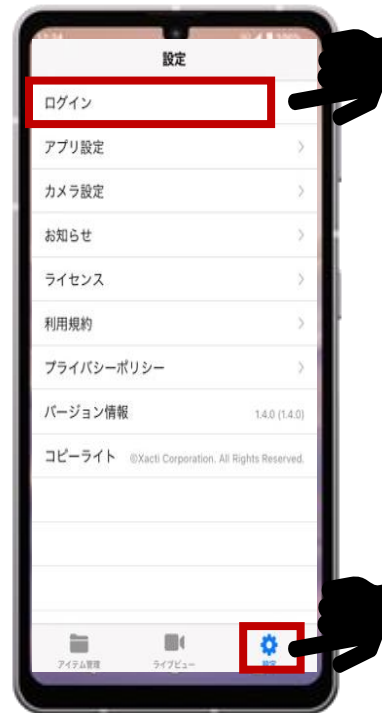 設定
ログイン
アプリ設定
カメラ設定
お知らせ
ライセンス
利用規約
プライバシーポリシー
バージョン情報 1.4.0 (1.4.0)
コピーライト ©Xacti Corporation. All Rights Reserved.
アイテム管理 ライブビュー 設定